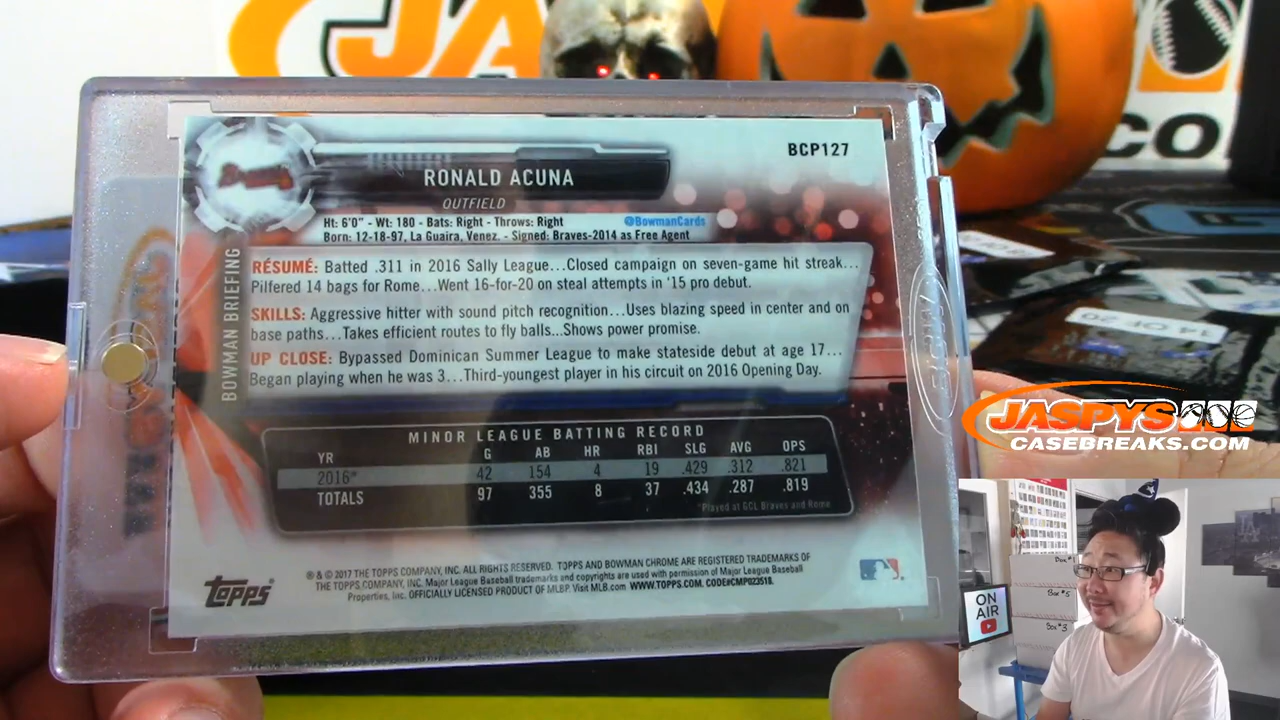 BCP127
RONALD ACUNA
OUTFIELD
Ht: 6'0" - Wt: 180 - Bats: Right - Throws: Right
@BowmanCards
Born: 12-18-97, La Guaira, Venez. - Signed: Braves-2014 as Free Agent
BOWMAN BRIEFING
RÉSUMÉ: Batted .311 in 2016 Sally League...Closed campaign on seven-game hit streak...
Pilfered 14 bags for Rome...Went 16-for-20 on steal attempts in '15 pro debut.
SKILLS: Aggressive hitter with sound pitch recognition...Uses blazing speed in center and on
base paths...Takes efficient routes to fly balls...Shows power promise.
UP CLOSE: Bypassed Dominican Summer League to make stateside debut at age 17...
Began playing when he was 3...Third-youngest player in his circuit on 2016 Opening Day.
MINOR LEAGUE BATTING RECORD
YR G AB HR RBI SLG AVG OPS
2016* 42 154 4 19 .429 .312 .821
TOTALS 97 355 8 37 .434 .287 .819
*Played at GCL Braves and Rome
Topps
® & © 2017 THE TOPPS COMPANY, INC. ALL RIGHTS RESERVED. TOPPS AND BOWMAN CHROME ARE REGISTERED TRADEMARKS OF
THE TOPPS COMPANY, INC. Major League Baseball trademarks and copyrights are used with permission of Major League Baseball
Properties, Inc. OFFICIALLY LICENSED PRODUCT OF MLBP. Visit MLB.com WWW.TOPPS.COM. CODE#CMP023518.
14 OF 20
JASPYS
CASEBREAKS.COM
ON
AIR
Box #5
Box #3